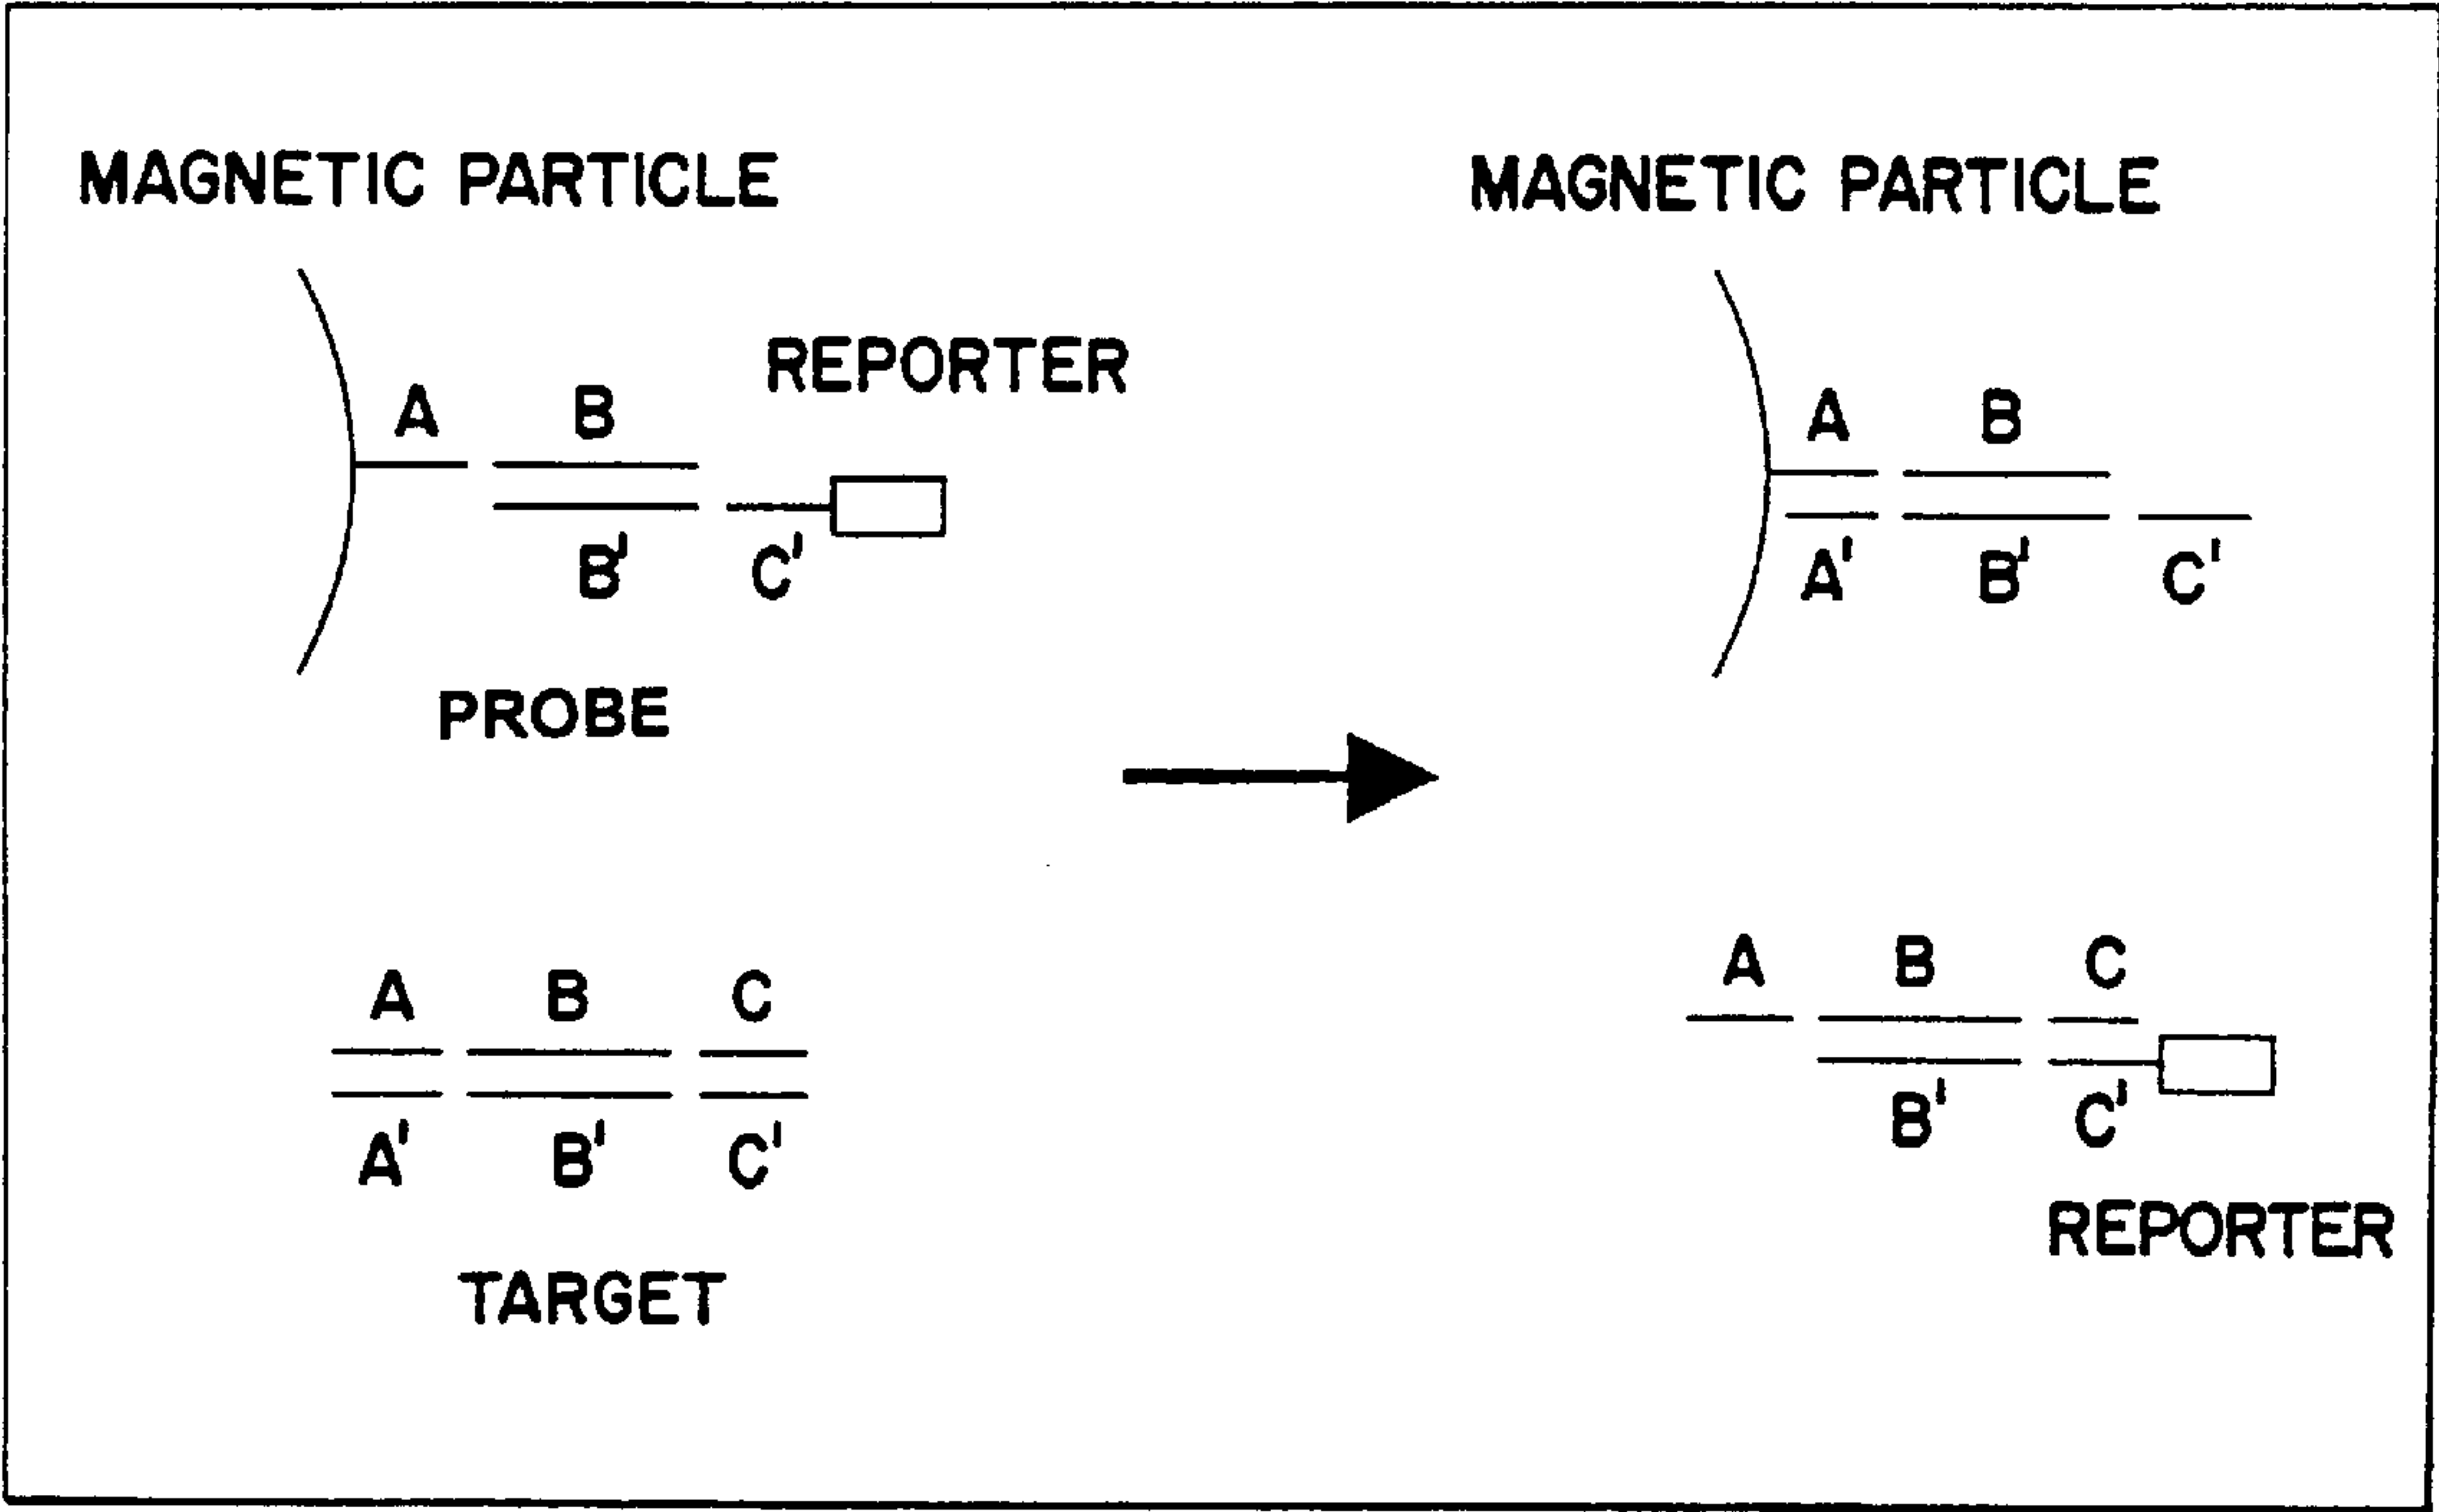 MAGNETIC PARTICLE
REPORTER
A B
B' C'
PROBE
A B C
A' B' C'
TARGET
MAGNETIC PARTICLE
A B
A' B' C'
A B C
B' C'
REPORTER